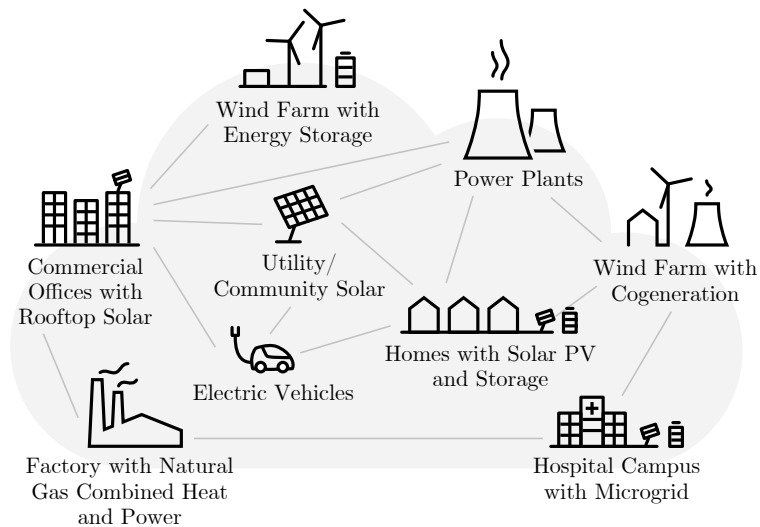 Wind Farm with
Energy Storage
Power Plants
Commercial
Offices with
Rooftop Solar
Utility/
Community Solar
Wind Farm with
Cogeneration
Homes with Solar PV
and Storage
Electric Vehicles
Factory with Natural
Gas Combined Heat
and Power
Hospital Campus
with Microgrid